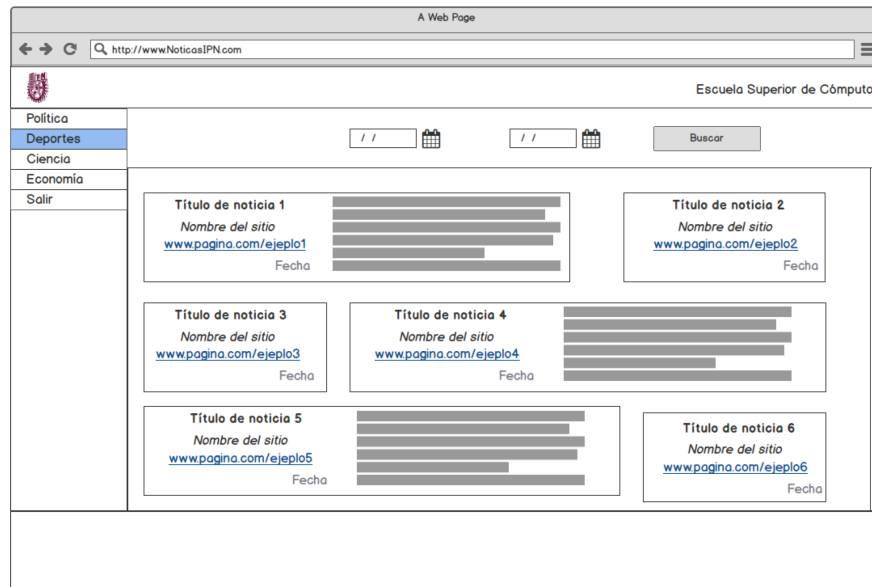 A Web Page
http://www.NoticasIPN.com
Escuela Superior de Cómputo
Política
Deportes
Ciencia
Economía
Salir
/ /
/ /
Buscar
Título de noticia 1
Nombre del sitio
www.pagina.com/ejeplo1
Fecha
Título de noticia 2
Nombre del sitio
www.pagina.com/ejeplo2
Fecha
Título de noticia 3
Nombre del sitio
www.pagina.com/ejeplo3
Fecha
Título de noticia 4
Nombre del sitio
www.pagina.com/ejeplo4
Fecha
Título de noticia 5
Nombre del sitio
www.pagina.com/ejeplo5
Fecha
Título de noticia 6
Nombre del sitio
www.pagina.com/ejeplo6
Fecha